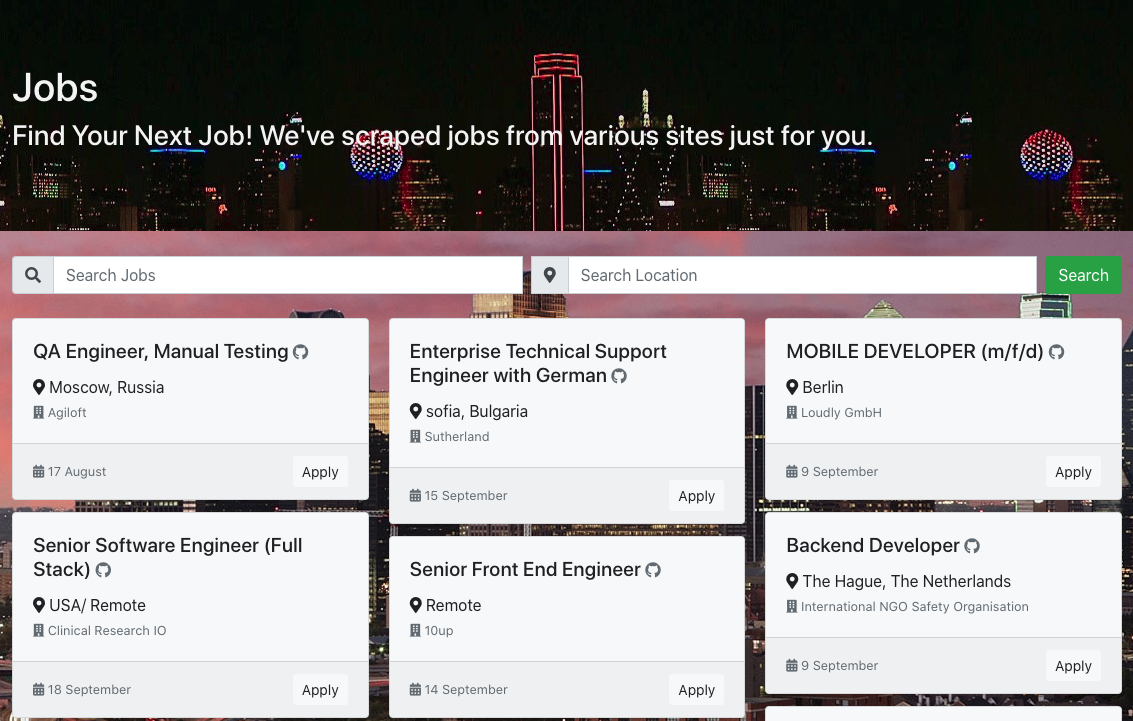 Jobs
Find Your Next Job! We've scraped jobs from various sites just for you.
Search Jobs
Search Location
Search
QA Engineer, Manual Testing
Moscow, Russia
Agiloft
17 August
Apply
Enterprise Technical Support
Engineer with German
sofia, Bulgaria
Sutherland
15 September
Apply
MOBILE DEVELOPER (m/f/d)
Berlin
Loudly GmbH
9 September
Apply
Senior Software Engineer (Full
Stack)
USA/ Remote
Clinical Research IO
18 September
Apply
Senior Front End Engineer
Remote
10up
14 September
Apply
Backend Developer
The Hague, The Netherlands
International NGO Safety Organisation
9 September
Apply